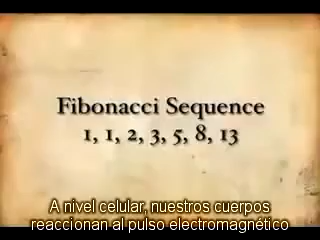 Fibonacci Sequence
1, 1, 2, 3, 5, 8, 13
A nivel celular, nuestros cuerpos
reaccionan al pulso electromagnético